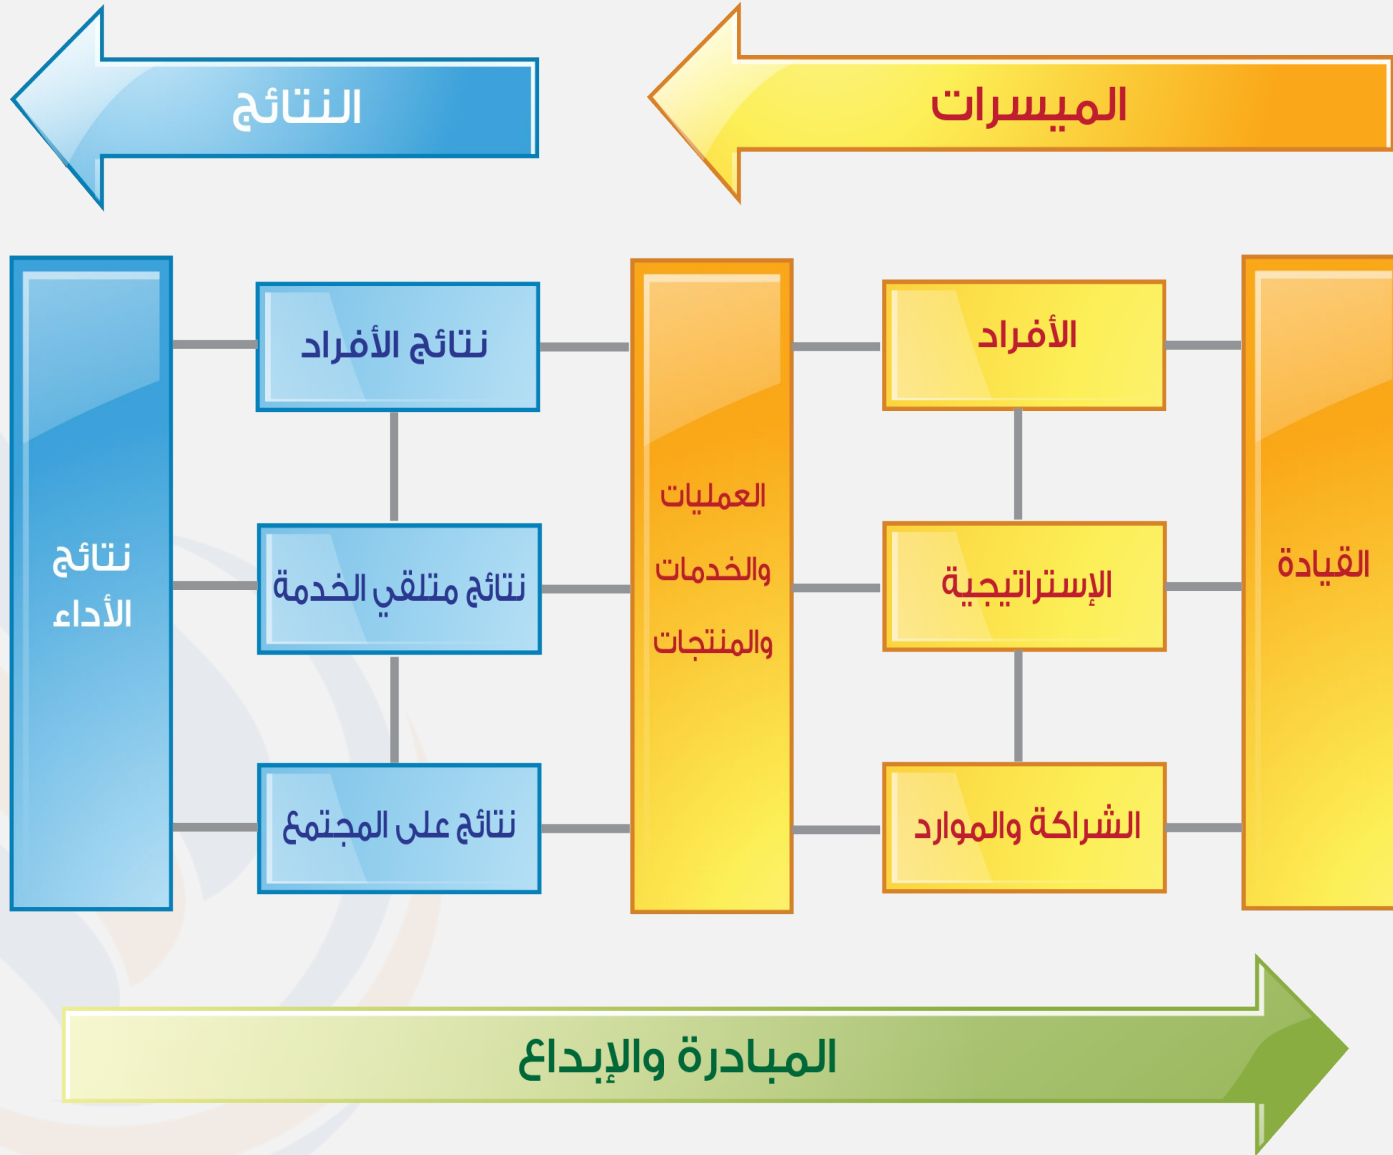 الميسرات
النتائج
القيادة
الأفراد
الإستراتيجية
الشراكة والموارد
العمليات
والخدمات
والمنتجات
نتائج الأفراد
نتائج متلقي الخدمة
نتائج على المجتمع
نتائج
الأداء
المبادرة والإبداع